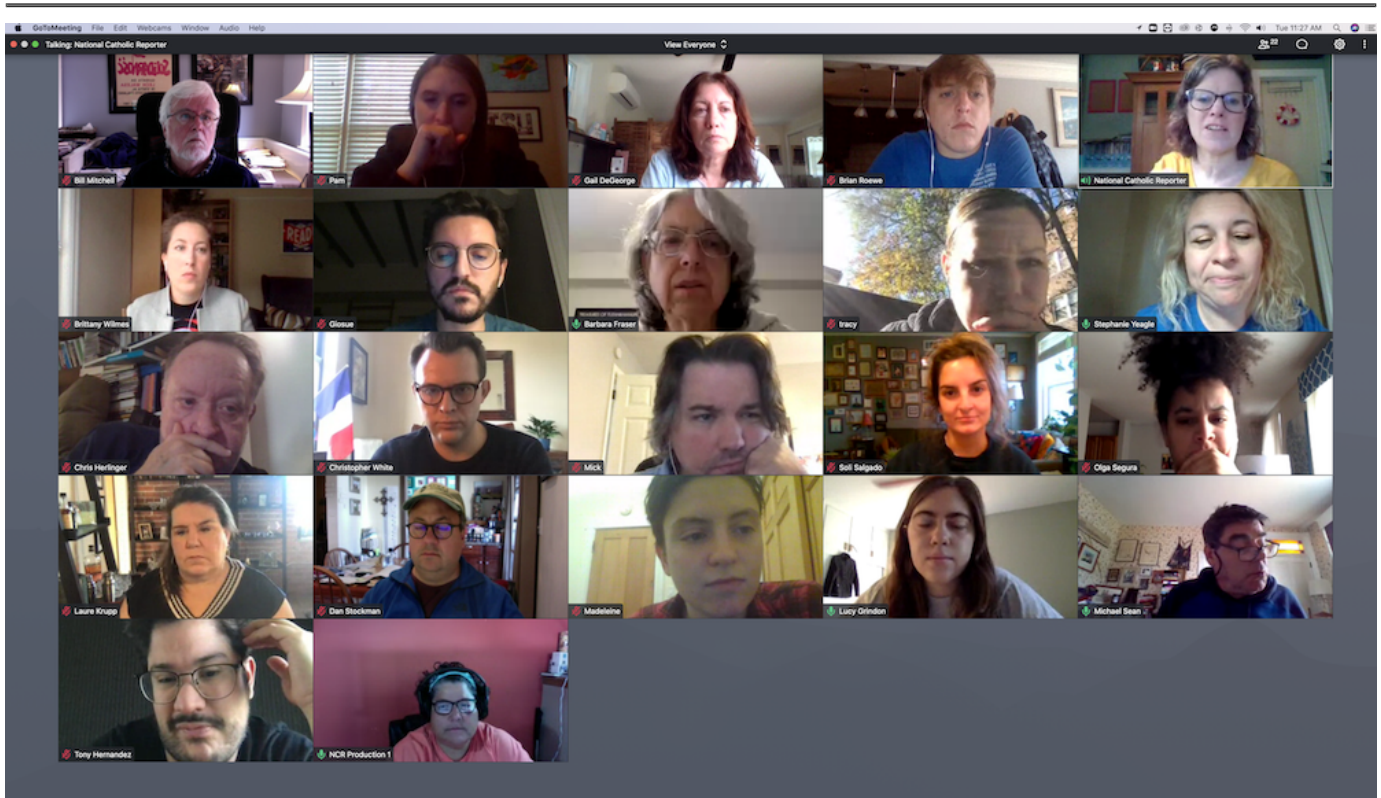 GoToMeeting File Edit Webcams Window Audio Help
Tue 11:27 AM
Talking: National Catholic Reporter
View Everyone
22
Bill Mitchell
Pam
Gail DeGeorge
Brian Roewe
National Catholic Reporter
READ
Brittany Wilmes
Giosue
Barbara Fraser
tracy
Stephanie Yeagle
Chris Herlinger
Christopher White
Mick
Soli Salgado
Olga Segura
Laure Krupp
Dan Stockman
Madeleine
Lucy Grindon
Michael Sean
Tony Hernandez
NCR Production 1